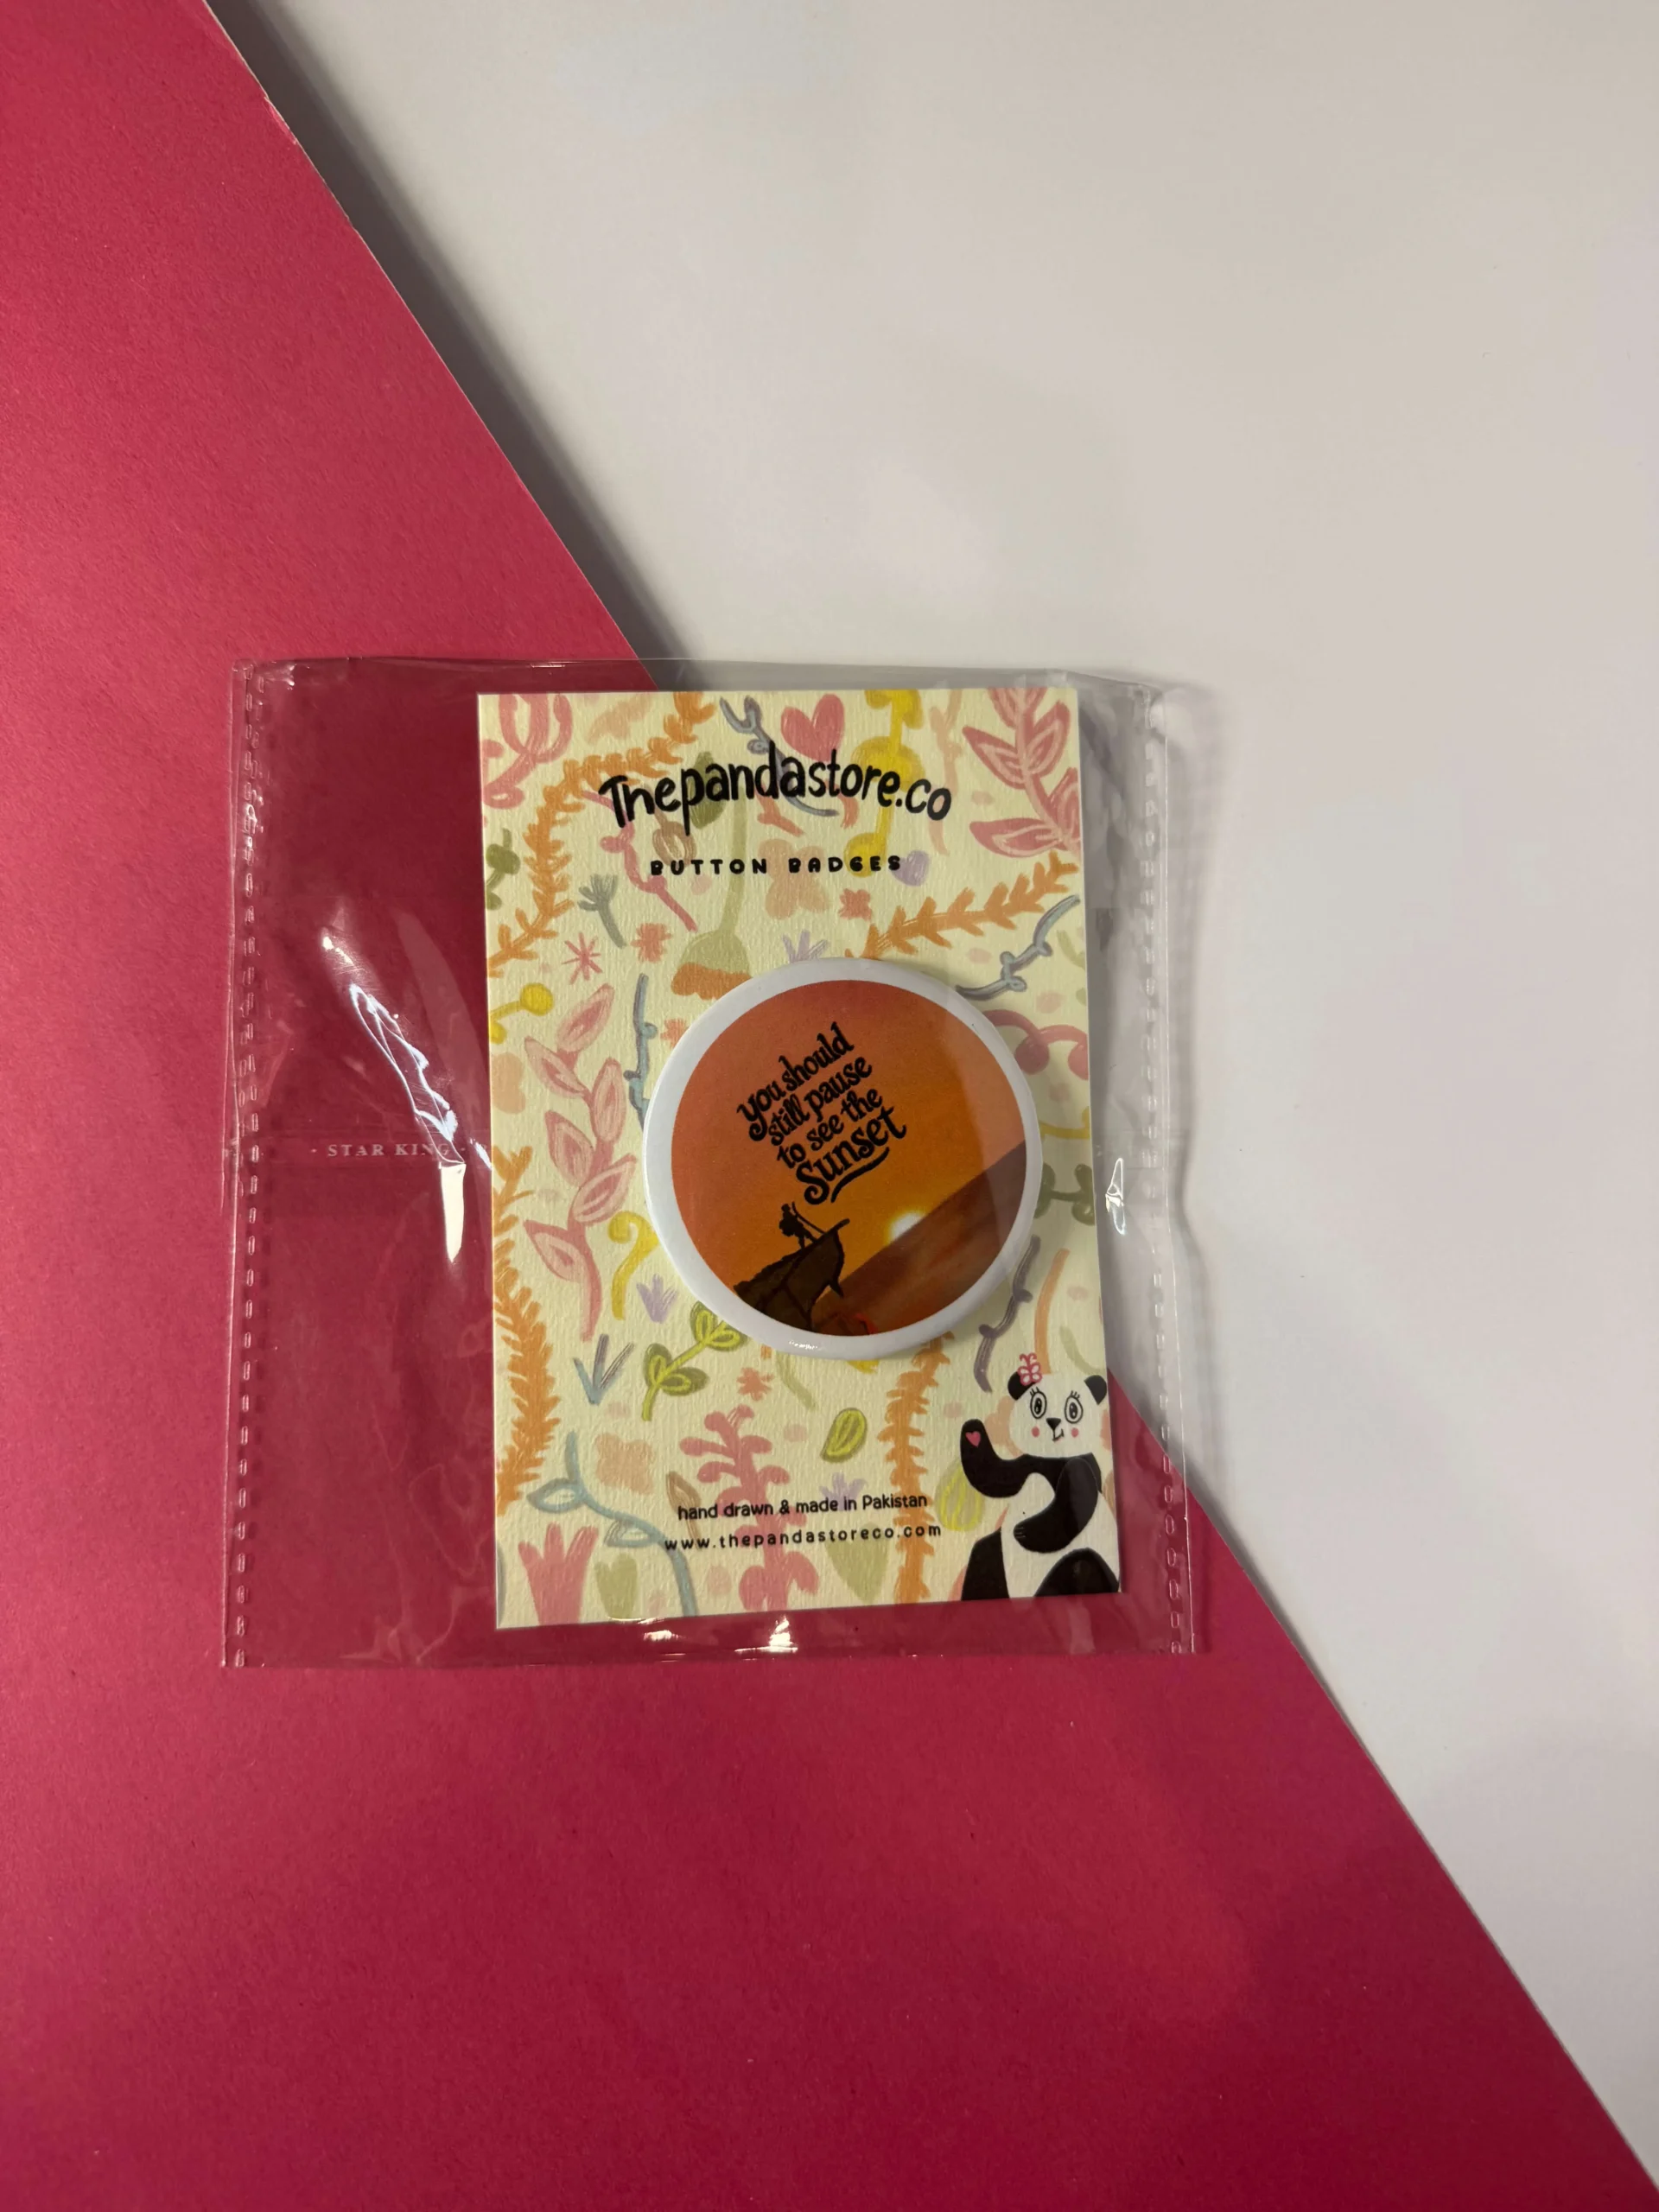 Thepandastore.co
BUTTON BADGES
you should
still pause
to see the
Sunset
· STAR KING
hand drawn & made in Pakistan
www.thepandastoreco.com